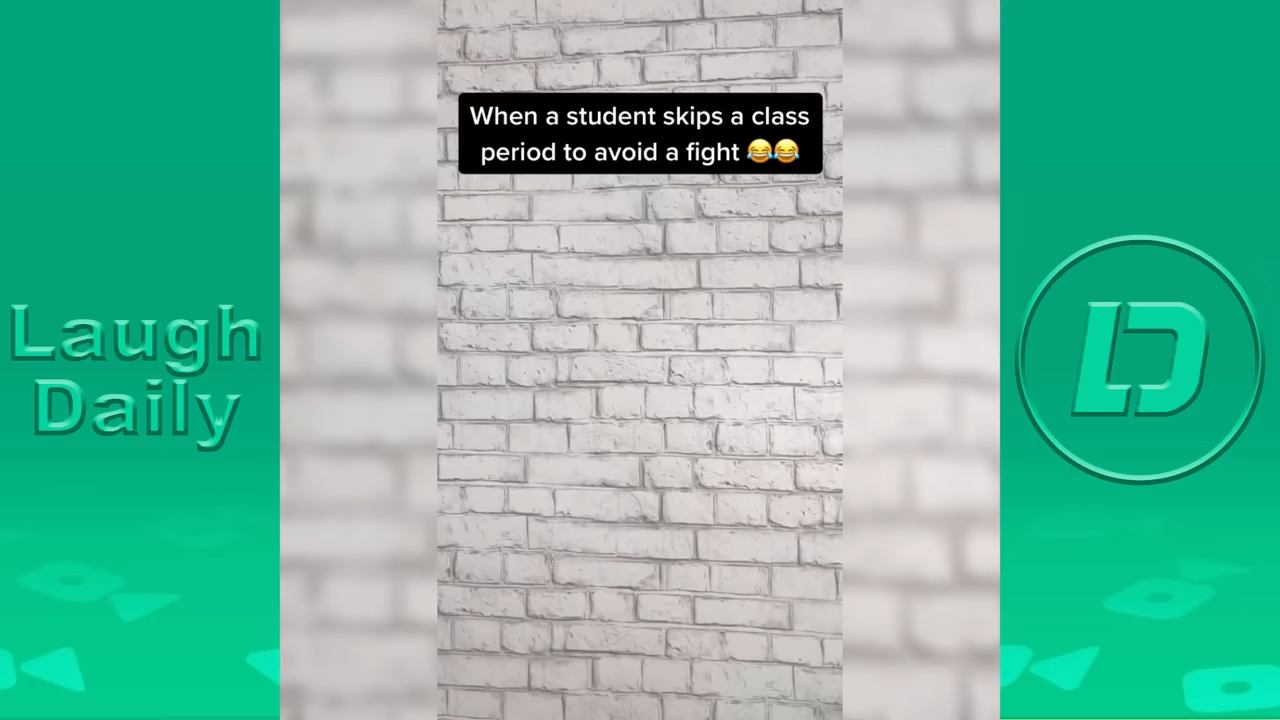 When a student skips a class
period to avoid a fight 😂😂
Laugh
Daily
LD